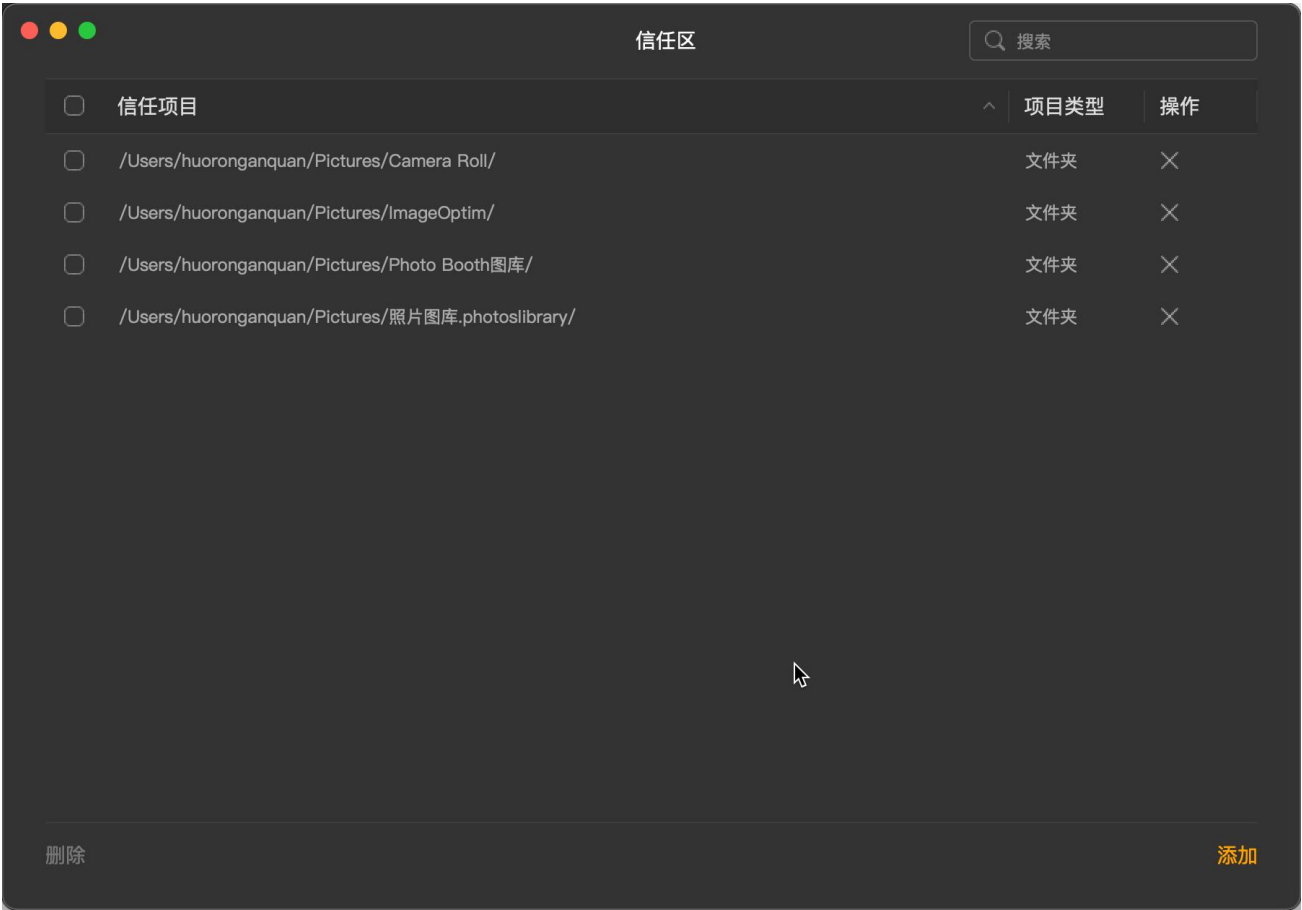 信任区
搜索
信任项目 项目类型 操作
/Users/huoronganquan/Pictures/Camera Roll/ 文件夹
/Users/huoronganquan/Pictures/ImageOptim/ 文件夹
/Users/huoronganquan/Pictures/Photo Booth图库/ 文件夹
/Users/huoronganquan/Pictures/照片图库.photoslibrary/ 文件夹
删除 添加